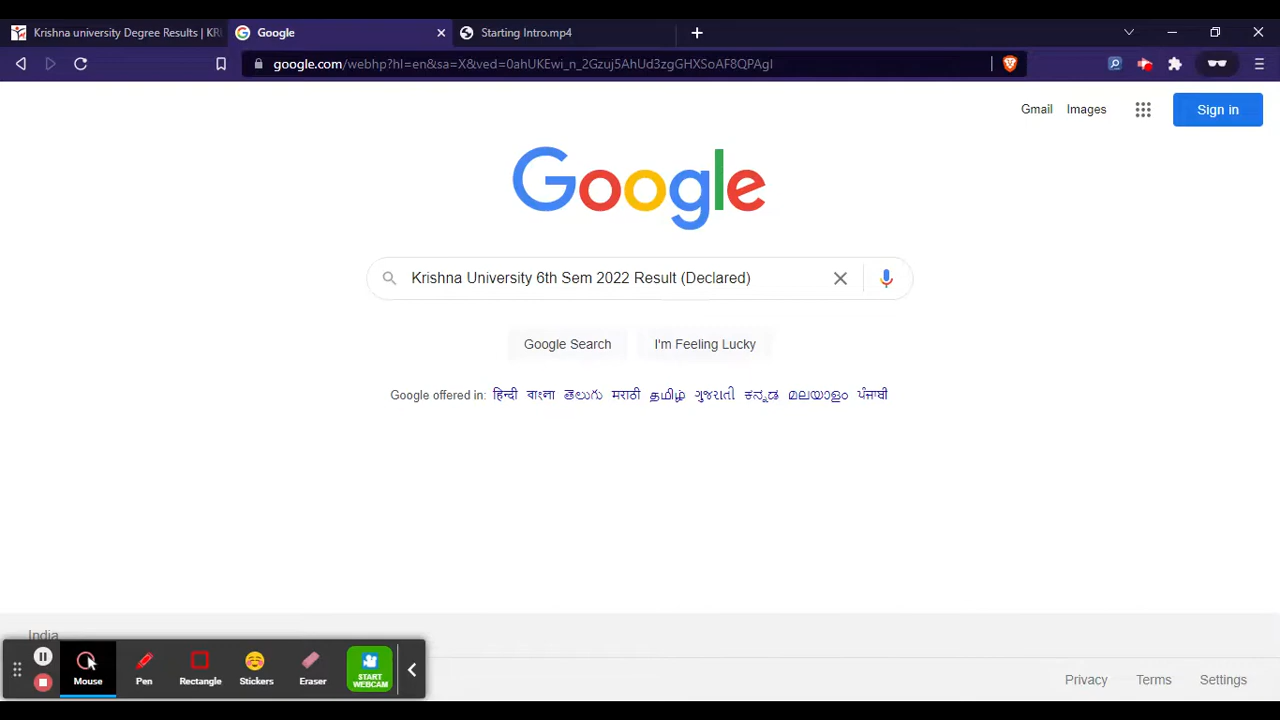 Krishna university Degree Results | KR
Google
Starting Intro.mp4
google.com/webhp?hl=en&sa=X&ved=0ahUKEwi_n_2Gzuj5AhUd3zgGHXSoAF8QPAgI
Gmail Images Sign in
Google
Krishna University 6th Sem 2022 Result (Declared)
Google Search I'm Feeling Lucky
Google offered in: हिन्दी বাংলা తెలుగు मराठी தமிழ் ગુજરાતી ಕನ್ನಡ മലയാളം ਪੰਜਾਬੀ
India
Mouse Pen Rectangle Stickers Eraser START WEBCAM
Privacy Terms Settings